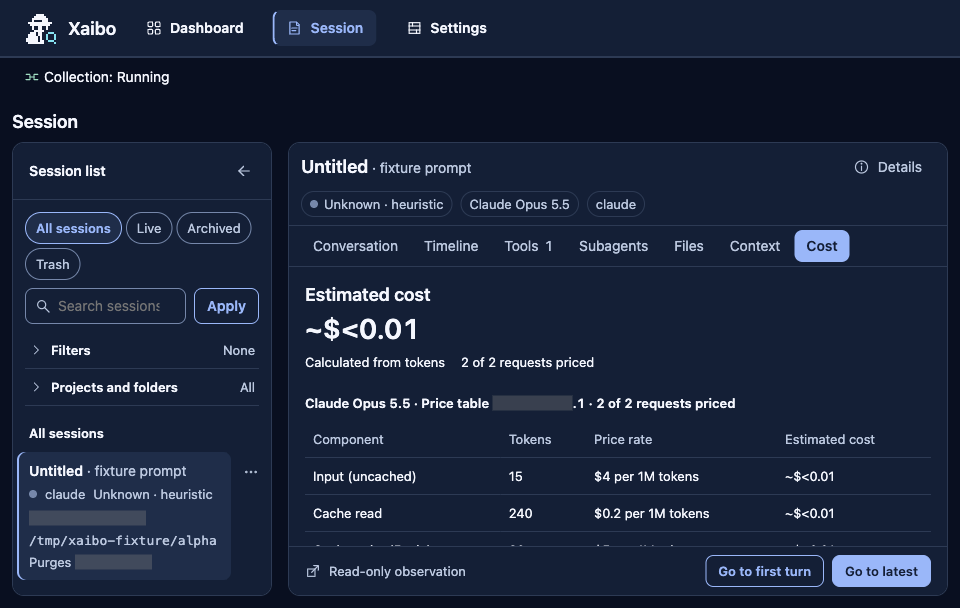 Xaibo
Dashboard
Session
Settings
Collection: Running
Session
Session list
All sessions
Live
Archived
Trash
Search sessions
Apply
Filters
None
Projects and folders
All
All sessions
Untitled · fixture prompt
claude Unknown · heuristic
/tmp/xaibo-fixture/alpha
Purges
Untitled · fixture prompt
Details
Unknown · heuristic
Claude Opus 5.5
claude
Conversation
Timeline
Tools 1
Subagents
Files
Context
Cost
Estimated cost
~$<0.01
Calculated from tokens 2 of 2 requests priced
Claude Opus 5.5 · Price table .1 · 2 of 2 requests priced
Component Tokens Price rate Estimated cost
Input (uncached) 15 $4 per 1M tokens ~$<0.01
Cache read 240 $0.2 per 1M tokens ~$<0.01
Read-only observation
Go to first turn
Go to latest